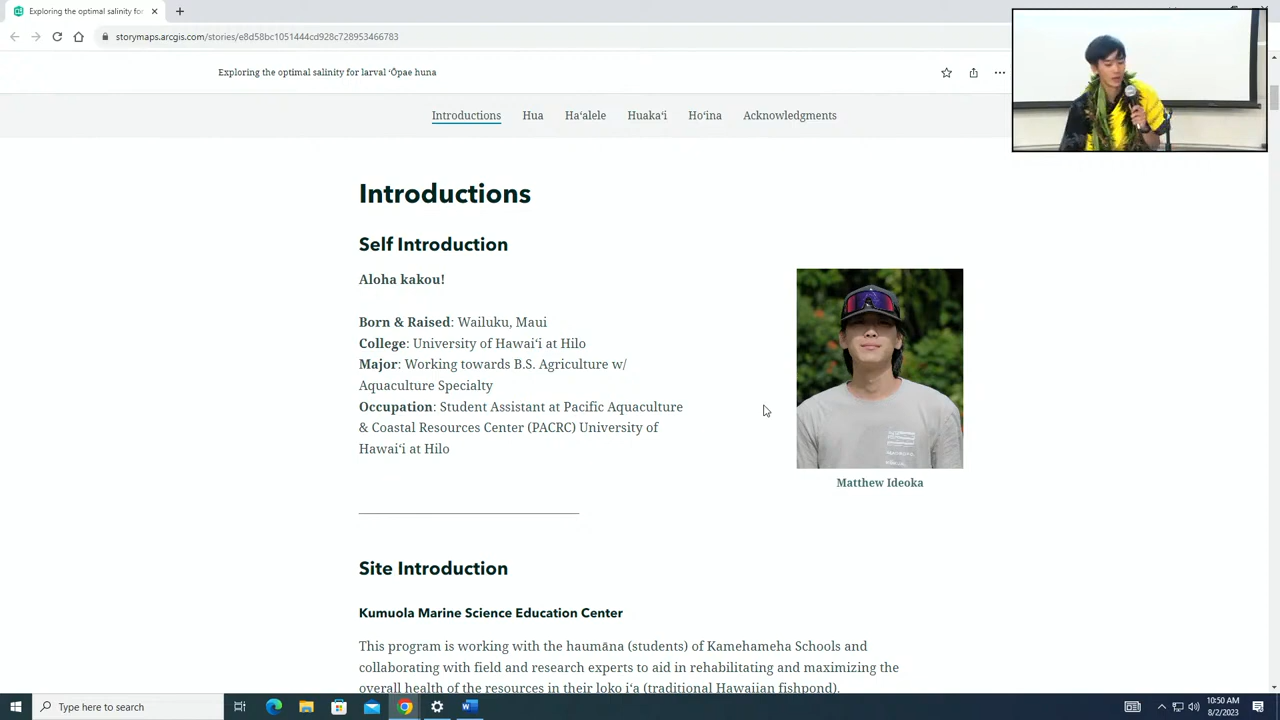 Exploring the optimal salinity for
storymaps.arcgis.com/stories/e8d58bc1051444cd928c728953466783
Exploring the optimal salinity for larval ʻŌpae huna
Introductions Hua Haʻalele Huakaʻi Hoʻina Acknowledgments
Introductions
Self Introduction
Aloha kakou!
Born & Raised: Wailuku, Maui
College: University of Hawaiʻi at Hilo
Major: Working towards B.S. Agriculture w/
Aquaculture Specialty
Occupation: Student Assistant at Pacific Aquaculture
& Coastal Resources Center (PACRC) University of
Hawaiʻi at Hilo
Matthew Ideoka
Site Introduction
Kumuola Marine Science Education Center
This program is working with the haumāna (students) of Kamehameha Schools and
collaborating with field and research experts to aid in rehabilitating and maximizing the
overall health of the resources in their loko iʻa (traditional Hawaiian fishpond).
Type here to search
10:50 AM
8/2/2023